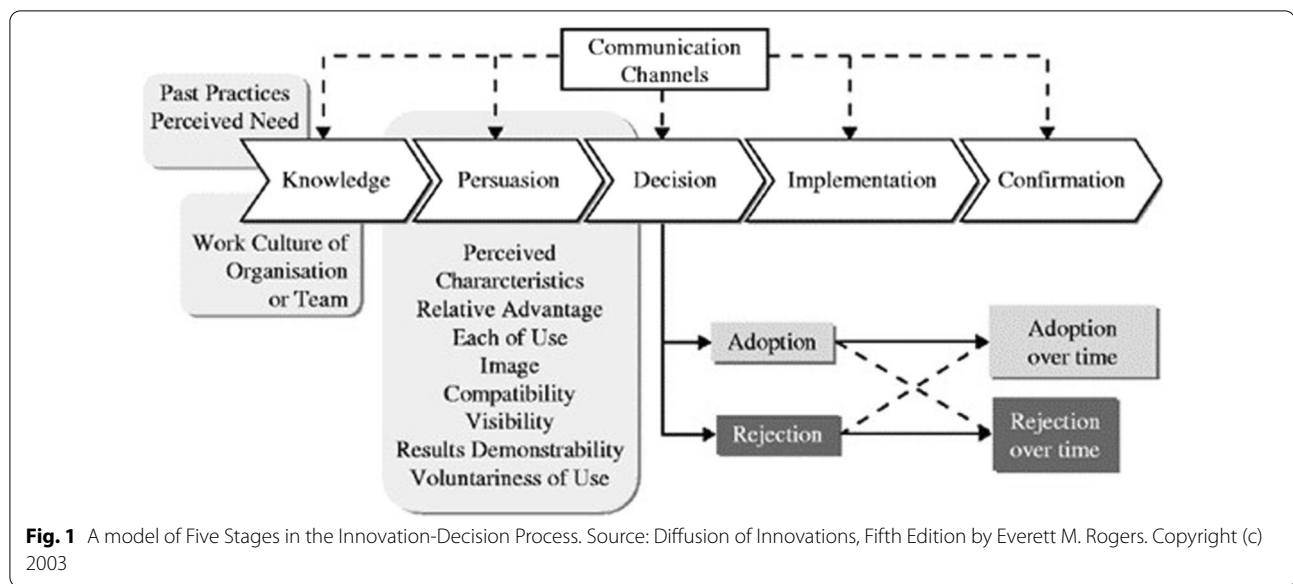 Communication
Channels
Past Practices
Perceived Need
Knowledge
Persuasion
Decision
Implementation
Confirmation
Work Culture of
Organisation
or Team
Perceived
Chararcteristics
Relative Advantage
Each of Use
Image
Compatibility
Visibility
Results Demonstrability
Voluntariness of Use
Adoption
Adoption
over time
Rejection
Rejection
over time
Fig. 1 A model of Five Stages in the Innovation-Decision Process. Source: Diffusion of Innovations, Fifth Edition by Everett M. Rogers. Copyright (c)
2003